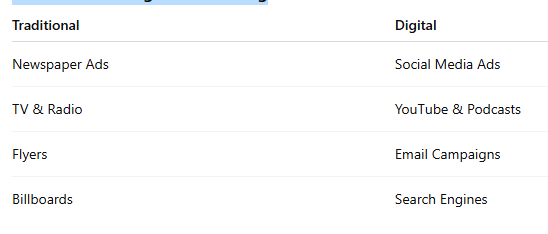 Traditional Digital
Newspaper Ads Social Media Ads
TV & Radio YouTube & Podcasts
Flyers Email Campaigns
Billboards Search Engines